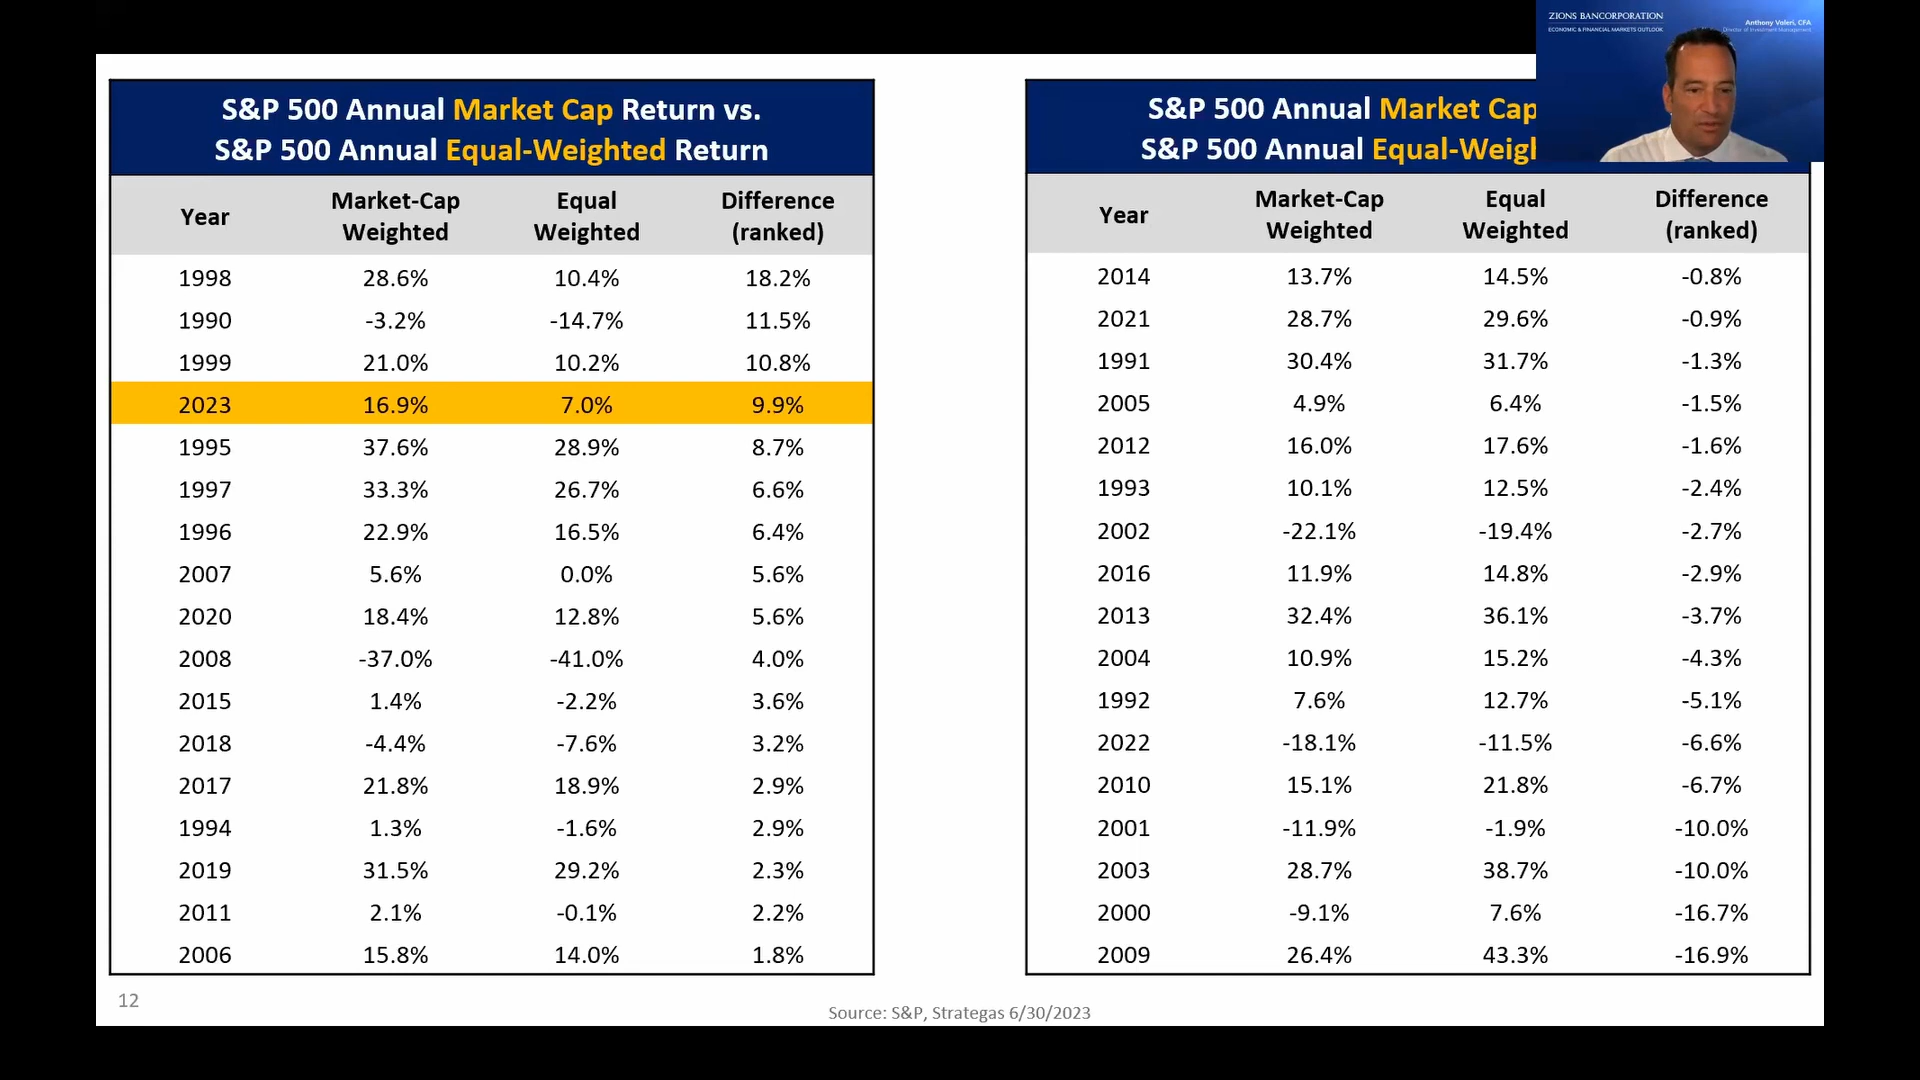 ZIONS BANCORPORATION
ECONOMIC & FINANCIAL MARKETS OUTLOOK
Anthony Valeri, CFA
Director of Investment Management
S&P 500 Annual Market Cap Return vs.
S&P 500 Annual Equal-Weighted Return
Year Market-Cap Weighted Equal Weighted Difference (ranked)
1998 28.6% 10.4% 18.2%
1990 -3.2% -14.7% 11.5%
1999 21.0% 10.2% 10.8%
2023 16.9% 7.0% 9.9%
1995 37.6% 28.9% 8.7%
1997 33.3% 26.7% 6.6%
1996 22.9% 16.5% 6.4%
2007 5.6% 0.0% 5.6%
2020 18.4% 12.8% 5.6%
2008 -37.0% -41.0% 4.0%
2015 1.4% -2.2% 3.6%
2018 -4.4% -7.6% 3.2%
2017 21.8% 18.9% 2.9%
1994 1.3% -1.6% 2.9%
2019 31.5% 29.2% 2.3%
2011 2.1% -0.1% 2.2%
2006 15.8% 14.0% 1.8%
S&P 500 Annual Market Cap
S&P 500 Annual Equal-Weigh
Year Market-Cap Weighted Equal Weighted Difference (ranked)
2014 13.7% 14.5% -0.8%
2021 28.7% 29.6% -0.9%
1991 30.4% 31.7% -1.3%
2005 4.9% 6.4% -1.5%
2012 16.0% 17.6% -1.6%
1993 10.1% 12.5% -2.4%
2002 -22.1% -19.4% -2.7%
2016 11.9% 14.8% -2.9%
2013 32.4% 36.1% -3.7%
2004 10.9% 15.2% -4.3%
1992 7.6% 12.7% -5.1%
2022 -18.1% -11.5% -6.6%
2010 15.1% 21.8% -6.7%
2001 -11.9% -1.9% -10.0%
2003 28.7% 38.7% -10.0%
2000 -9.1% 7.6% -16.7%
2009 26.4% 43.3% -16.9%
12
Source: S&P, Strategas 6/30/2023